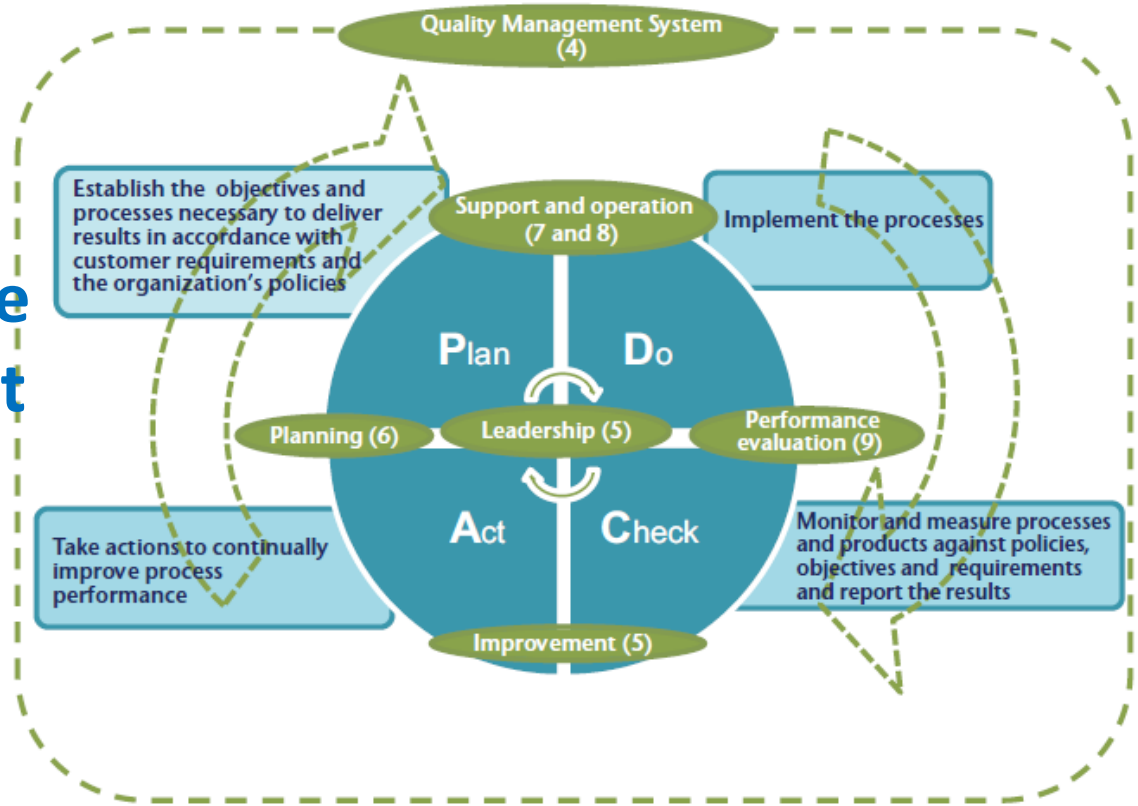 Quality Management System
(4)
Establish the objectives and
processes necessary to deliver
results in accordance with
customer requirements and
the organization's policies
Support and operation
(7 and 8)
Implement the processes
e
t
Plan
Do
Planning (6)
Leadership (5)
Performance
evaluation (9)
Act
Check
Take actions to continually
improve process
performance
Monitor and measure processes
and products against policies,
objectives and requirements
and report the results
Improvement (5)